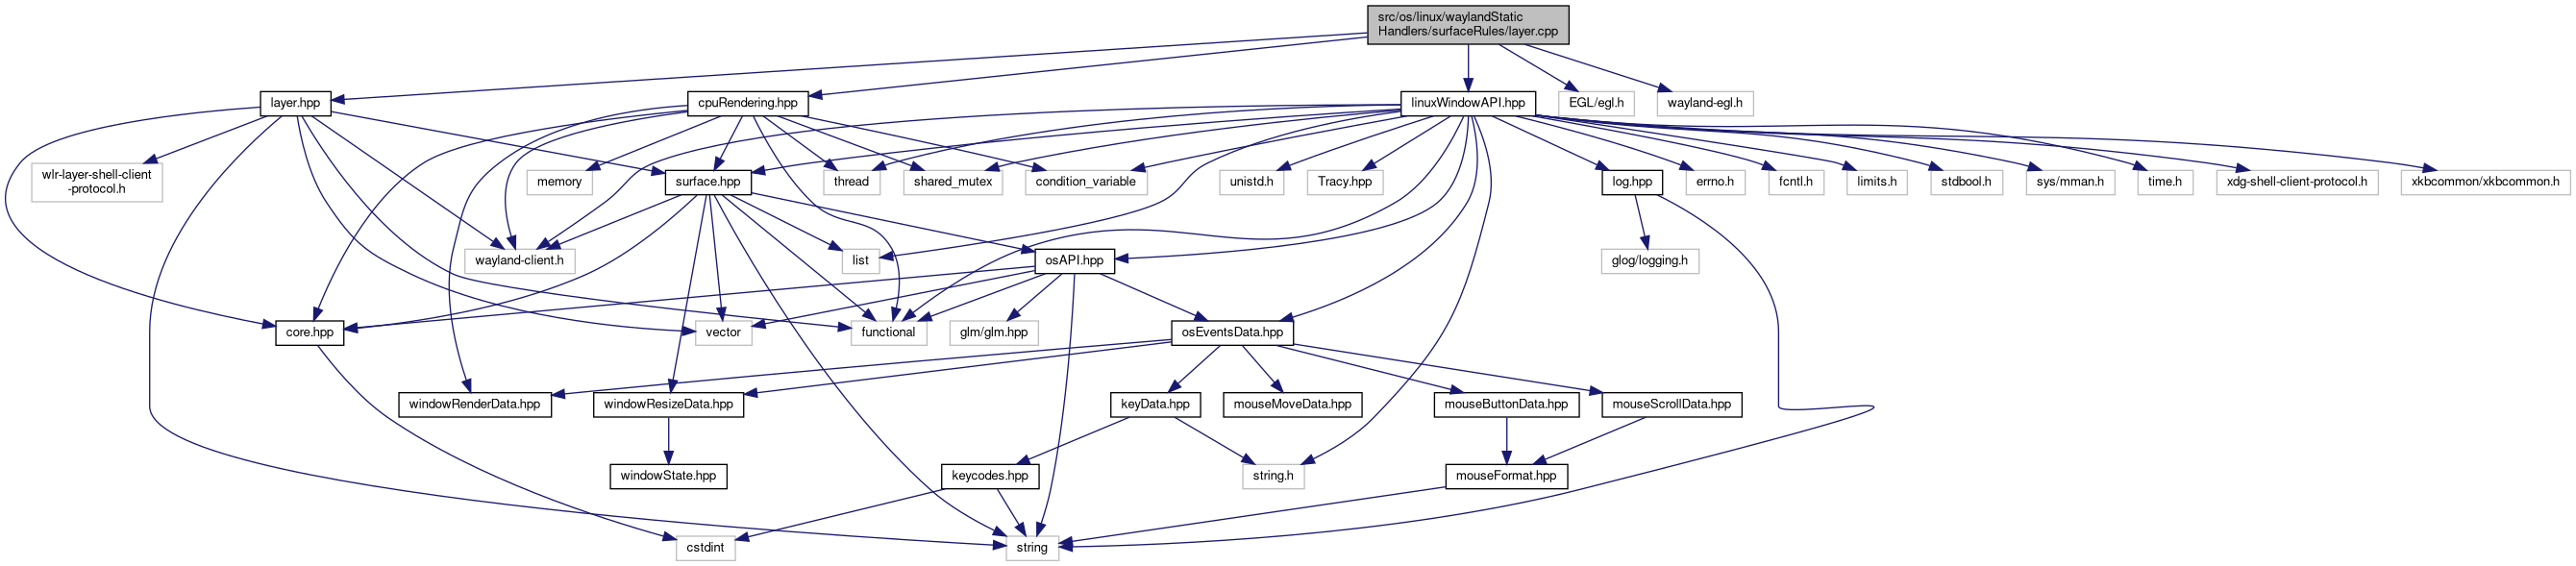 src/os/linux/waylandStatic
Handlers/surfaceRules/layer.cpp
layer.hpp
cpuRendering.hpp
linuxWindowAPI.hpp
EGL/egl.h
wayland-egl.h
wlr-layer-shell-client
-protocol.h
memory
surface.hpp
thread
shared_mutex
condition_variable
unistd.h
Tracy.hpp
log.hpp
errno.h
fcntl.h
limits.h
stdbool.h
sys/mman.h
time.h
xdg-shell-client-protocol.h
xkbcommon/xkbcommon.h
wayland-client.h
list
osAPI.hpp
glog/logging.h
core.hpp
vector
functional
glm/glm.hpp
osEventsData.hpp
windowRenderData.hpp
windowResizeData.hpp
keyData.hpp
mouseMoveData.hpp
mouseButtonData.hpp
mouseScrollData.hpp
windowState.hpp
keycodes.hpp
string.h
mouseFormat.hpp
cstdint
string